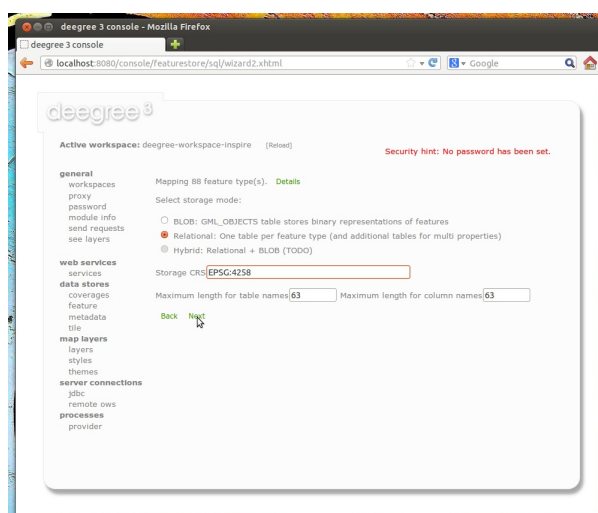 deegree 3 console - Mozilla Firefox
deegree 3 console
localhost:8080/console/featurestore/sql/wizard2.xhtml
Google
deegree 3
Active workspace: deegree-workspace-inspire [Reload]
Security hint: No password has been set.
general
workspaces
proxy
password
module info
send requests
see layers
web services
services
data stores
coverages
feature
metadata
tile
map layers
layers
styles
themes
server connections
jdbc
remote ows
processes
provider
Mapping 88 feature type(s). Details
Select storage mode:
BLOB: GML_OBJECTS table stores binary representations of features
Relational: One table per feature type (and additional tables for multi properties)
Hybrid: Relational + BLOB (TODO)
Storage CRS EPSG:4258
Maximum length for table names 63 Maximum length for column names 63
Back Next